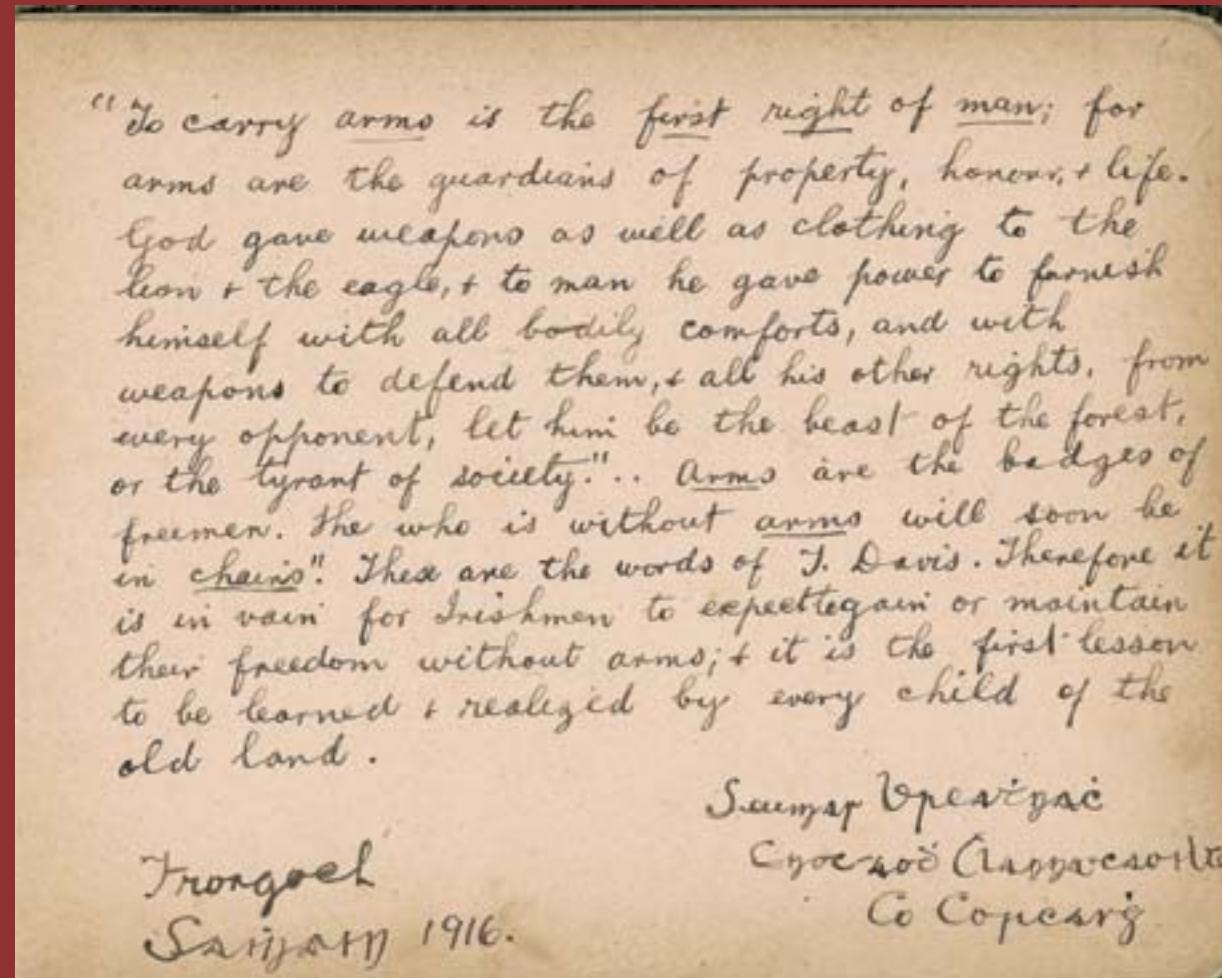 "To carry arms is the first right of man; for
arms are the guardians of property, honour, + life.
God gave weapons as well as clothing to the
lion + the eagle, + to man he gave power to furnish
himself with all bodily comforts, and with
weapons to defend them, + all his other rights, from
every opponent, let him be the beast of the forest,
or the tyrant of society.".. Arms are the badges of
freemen. He who is without arms will soon be
in chains". These are the words of T. Davis. Therefore it
is in vain for Irishmen to expect to gain or maintain
their freedom without arms; + it is the first lesson
to be learned + realized by every child of the
old land.
Seumas Breaṫnaċ
Cnoc
Co Corcaiġ
Frongoch
Saṁain 1916.